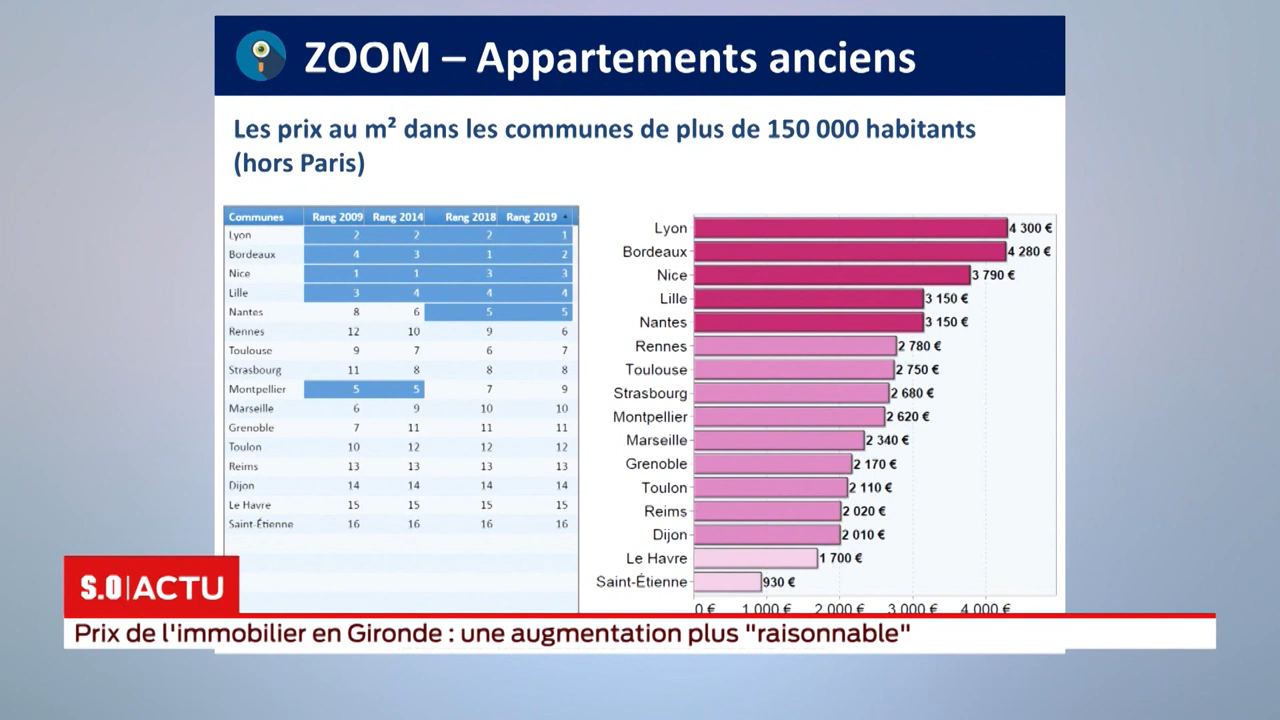 ZOOM – Appartements anciens
Les prix au m² dans les communes de plus de 150 000 habitants
(hors Paris)
Communes Rang 2009 Rang 2014 Rang 2018 Rang 2019
Lyon 2 2 2 1
Bordeaux 4 3 1 2
Nice 1 1 3 3
Lille 3 4 4 4
Nantes 8 6 5 5
Rennes 12 10 9 6
Toulouse 9 7 6 7
Strasbourg 11 8 8 8
Montpellier 5 5 7 9
Marseille 6 9 10 10
Grenoble 7 11 11 11
Toulon 10 12 12 12
Reims 13 13 13 13
Dijon 14 14 14 14
Le Havre 15 15 15 15
Saint-Étienne 16 16 16 16
Lyon 4 300 €
Bordeaux 4 280 €
Nice 3 790 €
Lille 3 150 €
Nantes 3 150 €
Rennes 2 780 €
Toulouse 2 750 €
Strasbourg 2 680 €
Montpellier 2 620 €
Marseille 2 340 €
Grenoble 2 170 €
Toulon 2 110 €
Reims 2 020 €
Dijon 2 010 €
Le Havre 1 700 €
Saint-Étienne 930 €
0 € 1 000 € 2 000 € 3 000 € 4 000 €
S.O|ACTU
Prix de l'immobilier en Gironde : une augmentation plus "raisonnable"